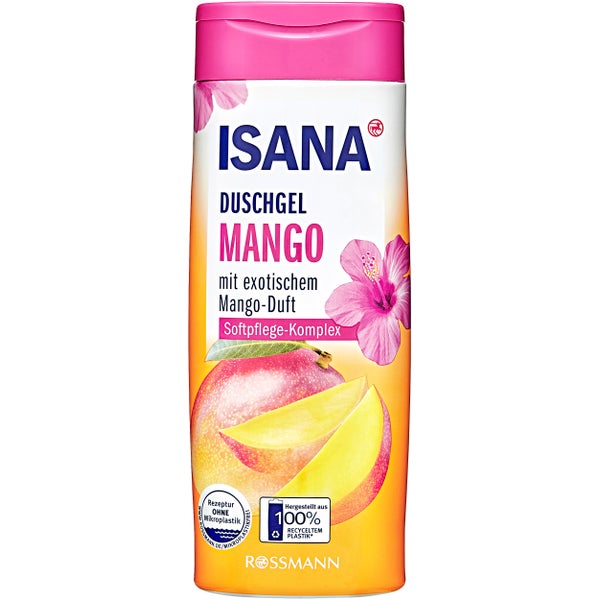 ISANA
DUSCHGEL
MANGO
mit exotischem
Mango-Duft
Softpflege-Komplex
Rezeptur
OHNE
Mikroplastik
Hergestellt aus
100%
RECYCELTEM
PLASTIK*
ROSSMANN